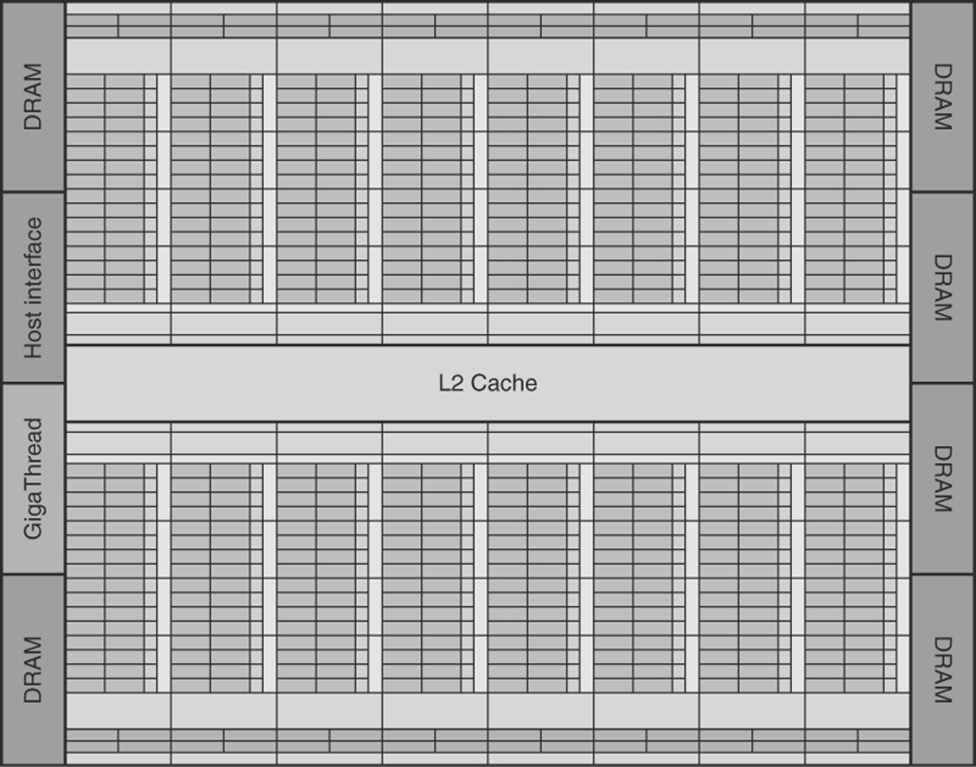 DRAM
Host interface
GigaThread
DRAM
L2 Cache
DRAM
DRAM
DRAM
DRAM